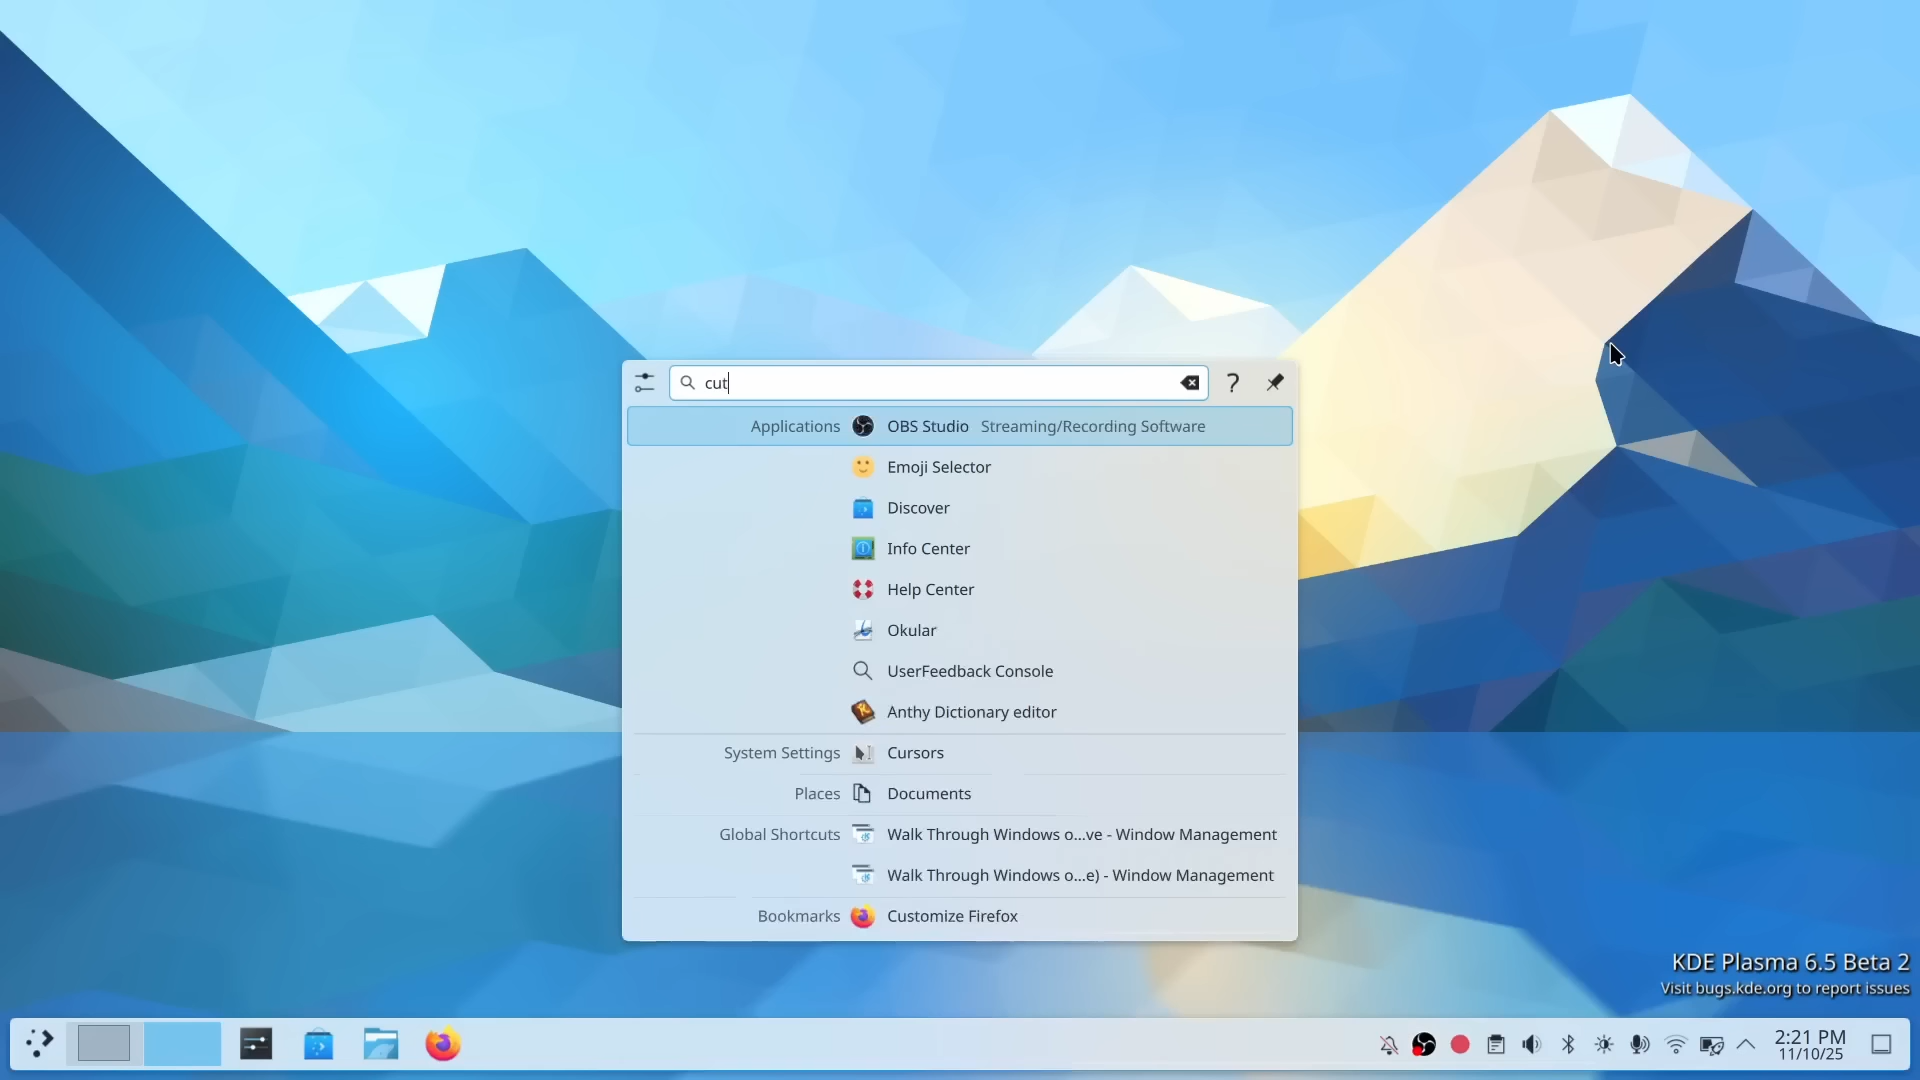 cut
Applications OBS Studio Streaming/Recording Software
Emoji Selector
Discover
Info Center
Help Center
Okular
UserFeedback Console
Anthy Dictionary editor
System Settings Cursors
Places Documents
Global Shortcuts Walk Through Windows o...ve - Window Management
Walk Through Windows o...e) - Window Management
Bookmarks Customize Firefox
KDE Plasma 6.5 Beta 2
Visit bugs.kde.org to report issues
2:21 PM
11/10/25